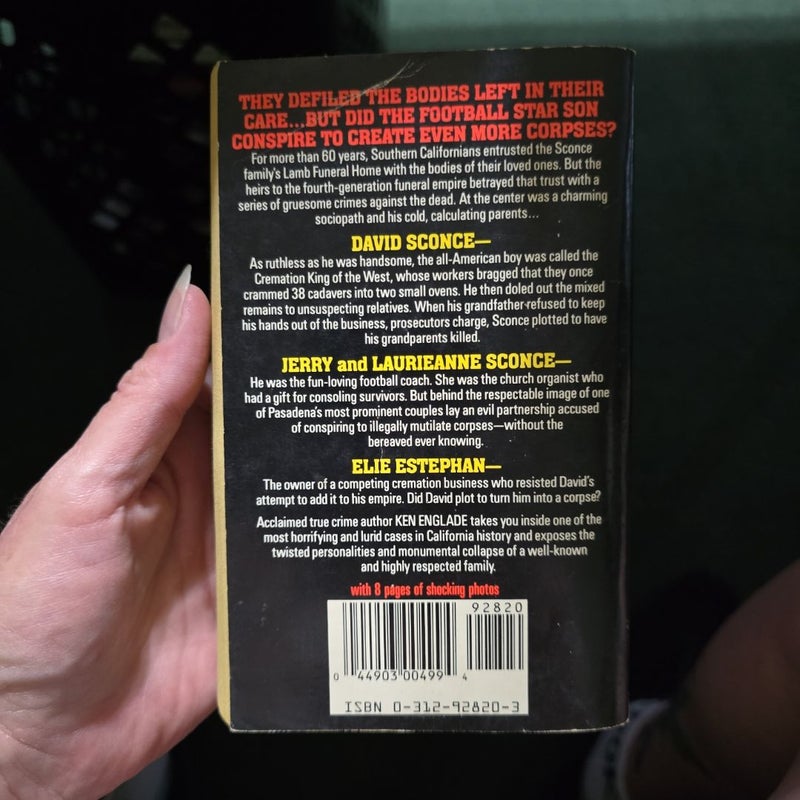 THEY DEFILED THE BODIES LEFT IN THEIR
CARE...BUT DID THE FOOTBALL STAR SON
CONSPIRE TO CREATE EVEN MORE CORPSES?
For more than 60 years, Southern Californians entrusted the Sconce
family's Lamb Funeral Home with the bodies of their loved ones. But the
heirs to the fourth-generation funeral empire betrayed that trust with a
series of gruesome crimes against the dead. At the center was a charming
sociopath and his cold, calculating parents...
DAVID SCONCE—
As ruthless as he was handsome, the all-American boy was called the
Cremation King of the West, whose workers bragged that they once
crammed 38 cadavers into two small ovens. He then doled out the mixed
remains to unsuspecting relatives. When his grandfather refused to keep
his hands out of the business, prosecutors charge, Sconce plotted to have
his grandparents killed.
JERRY and LAURIEANNE SCONCE—
He was the fun-loving football coach. She was the church organist who
had a gift for consoling survivors. But behind the respectable image of one
of Pasadena's most prominent couples lay an evil partnership accused
of conspiring to illegally mutilate corpses—without the
bereaved ever knowing.
ELIE ESTEPHAN—
The owner of a competing cremation business who resisted David's
attempt to add it to his empire. Did David plot to turn him into a corpse?
Acclaimed true crime author KEN ENGLADE takes you inside one of the
most horrifying and lurid cases in California history and exposes the
twisted personalities and monumental collapse of a well-known
and highly respected family.
with 8 pages of shocking photos
92820
0 44903 00499 4
ISBN 0-312-92820-3